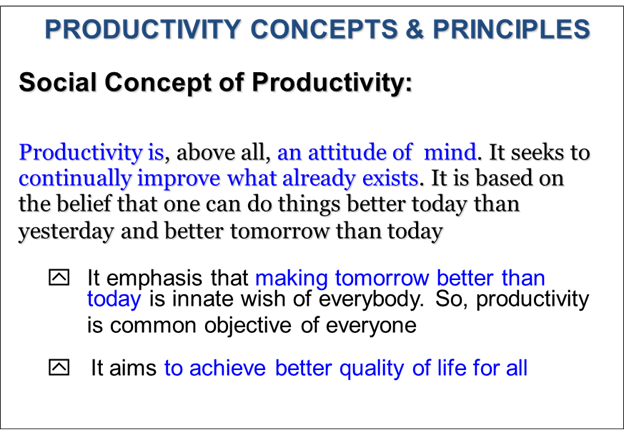 PRODUCTIVITY CONCEPTS & PRINCIPLES
Social Concept of Productivity:
Productivity is, above all, an attitude of mind. It seeks to
continually improve what already exists. It is based on
the belief that one can do things better today than
yesterday and better tomorrow than today
It emphasis that making tomorrow better than
today is innate wish of everybody. So, productivity
is common objective of everyone
It aims to achieve better quality of life for all